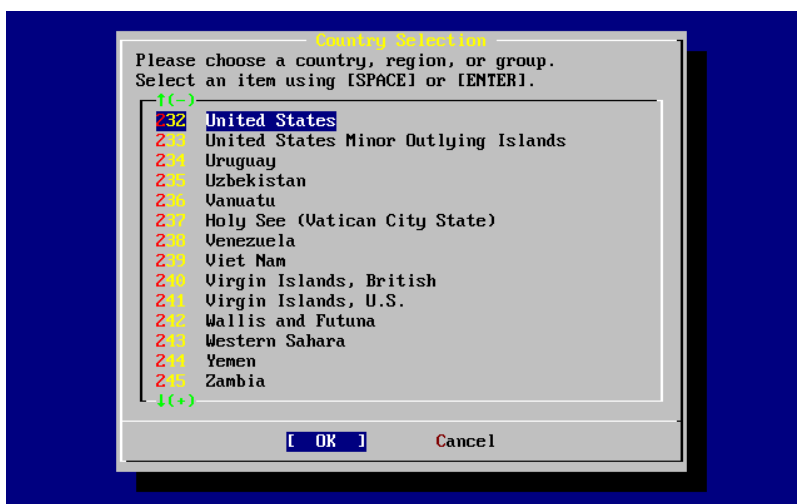 Country Selection
Please choose a country, region, or group.
Select an item using [SPACE] or [ENTER].
↑(-)
232 United States
233 United States Minor Outlying Islands
234 Uruguay
235 Uzbekistan
236 Vanuatu
237 Holy See (Vatican City State)
238 Venezuela
239 Viet Nam
240 Virgin Islands, British
241 Virgin Islands, U.S.
242 Wallis and Futuna
243 Western Sahara
244 Yemen
245 Zambia
↓(+)
[ OK ] Cancel